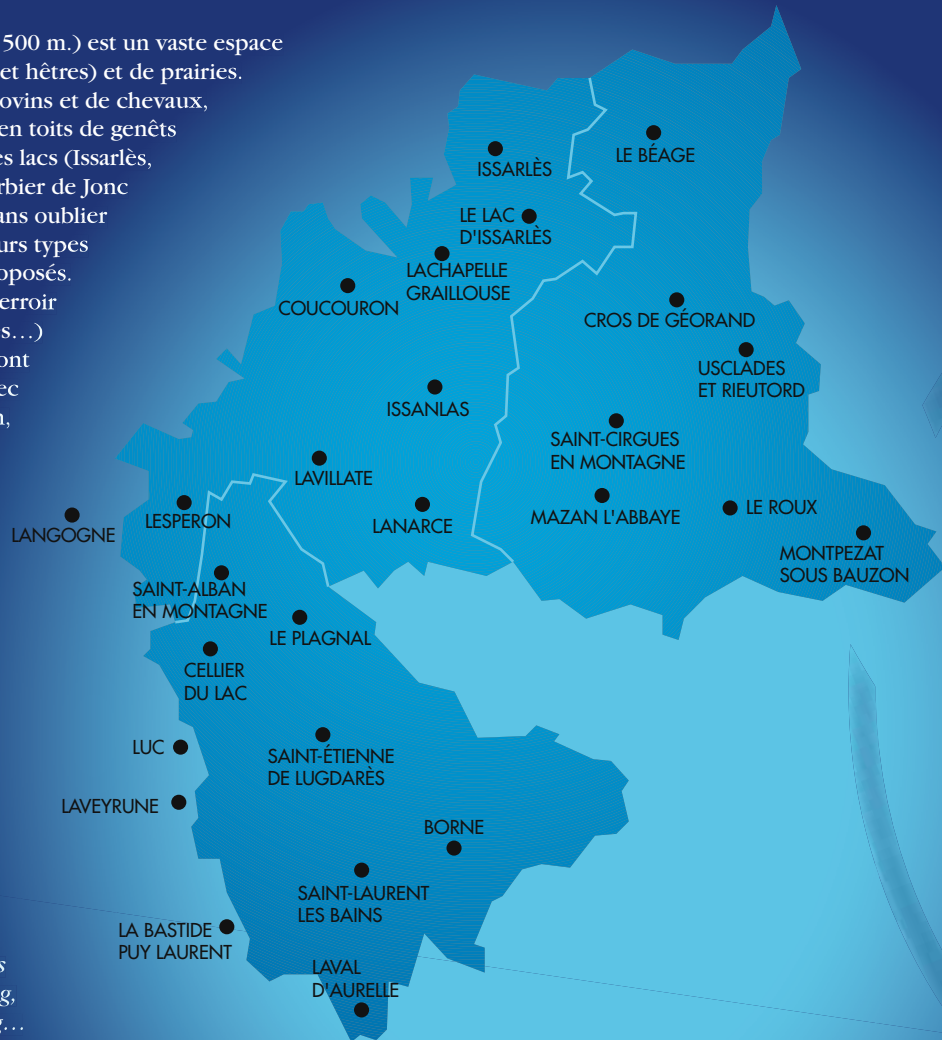 500 m.) est un vaste espace
et hêtres) et de prairies.
ovins et de chevaux,
en toits de genêts
es lacs (Issarlès,
rbier de Jonc
ans oublier
urs types
oposés.
erroir
es…)
ont
ec
n,
LE BÉAGE
ISSARLÈS
LE LAC
D'ISSARLÈS
LACHAPELLE
GRAILLOUSE
COUCOURON
CROS DE GÉORAND
USCLADES
ET RIEUTORD
ISSANLAS
SAINT-CIRGUES
EN MONTAGNE
LAVILLATE
LANGOGNE
LESPERON
LANARCE
MAZAN L'ABBAYE
LE ROUX
MONTPEZAT
SOUS BAUZON
SAINT-ALBAN
EN MONTAGNE
LE PLAGNAL
CELLIER
DU LAC
LUC
SAINT-ÉTIENNE
DE LUGDARÈS
LAVEYRUNE
BORNE
SAINT-LAURENT
LES BAINS
LA BASTIDE
PUY LAURENT
LAVAL
D'AURELLE
s
g,
g…